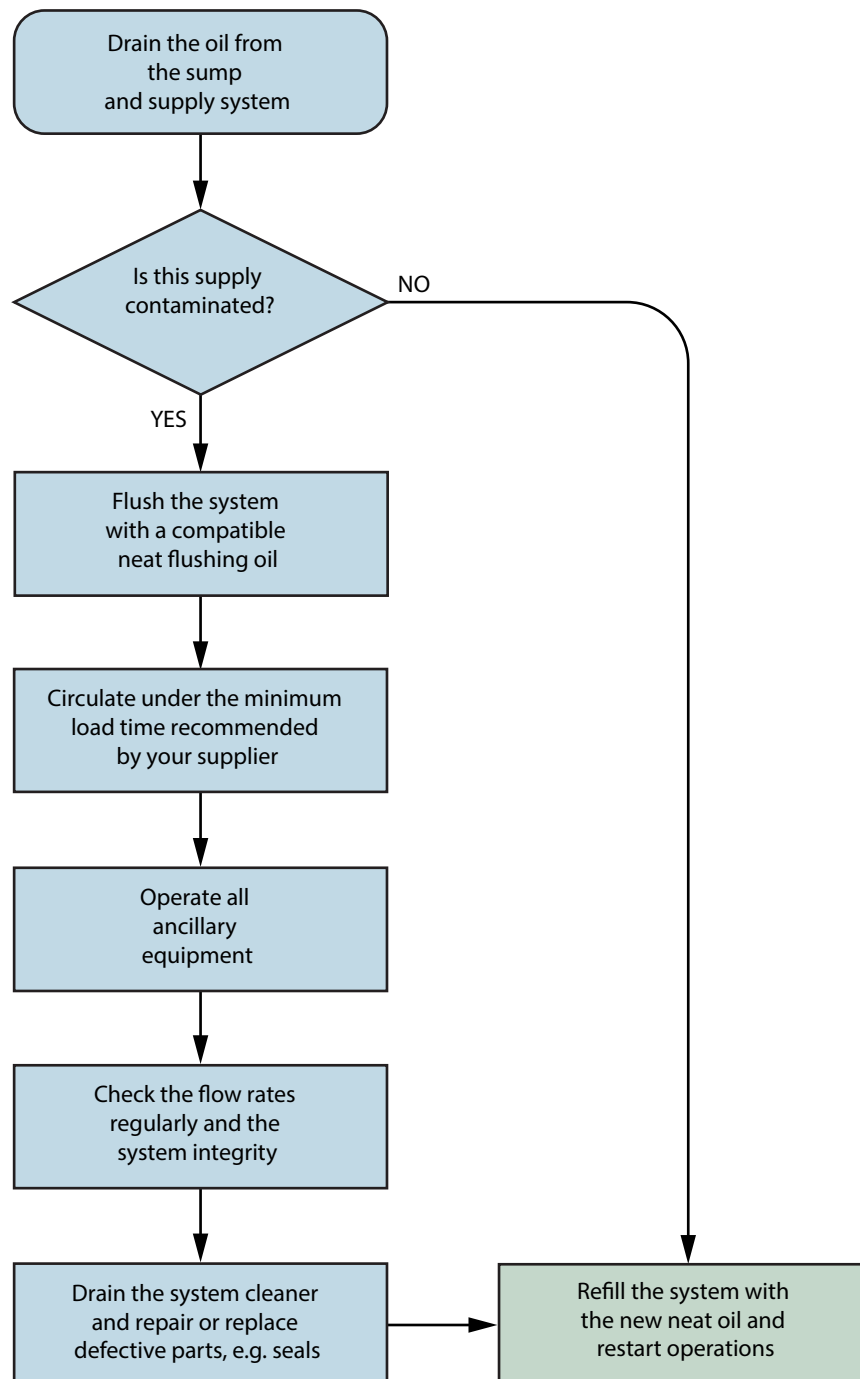 Drain the oil from
the sump
and supply system
Is this supply
contaminated?
NO
YES
Flush the system
with a compatible
neat flushing oil
Circulate under the minimum
load time recommended
by your supplier
Operate all
ancillary
equipment
Check the flow rates
regularly and the
system integrity
Drain the system cleaner
and repair or replace
defective parts, e.g. seals
Refill the system with
the new neat oil and
restart operations